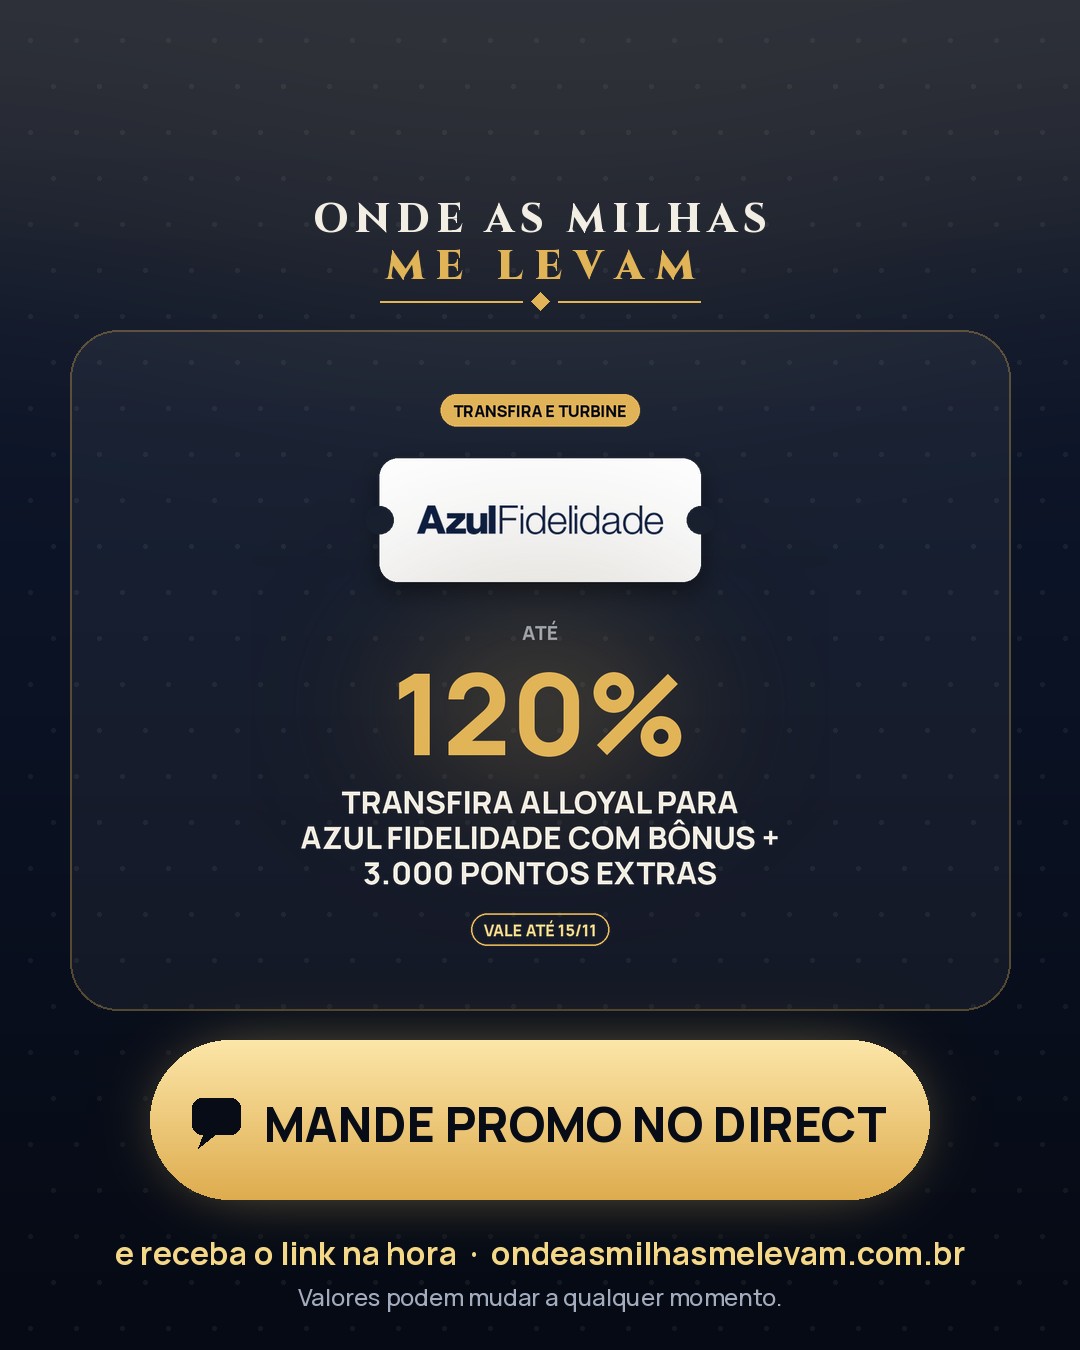 ONDE AS MILHAS
ME LEVAM
TRANSFIRA E TURBINE
AzulFidelidade
ATÉ
120%
TRANSFIRA ALLOYAL PARA
AZUL FIDELIDADE COM BÔNUS +
3.000 PONTOS EXTRAS
VALE ATÉ 15/11
MANDE PROMO NO DIRECT
e receba o link na hora · ondeasmilhasmelevam.com.br
Valores podem mudar a qualquer momento.